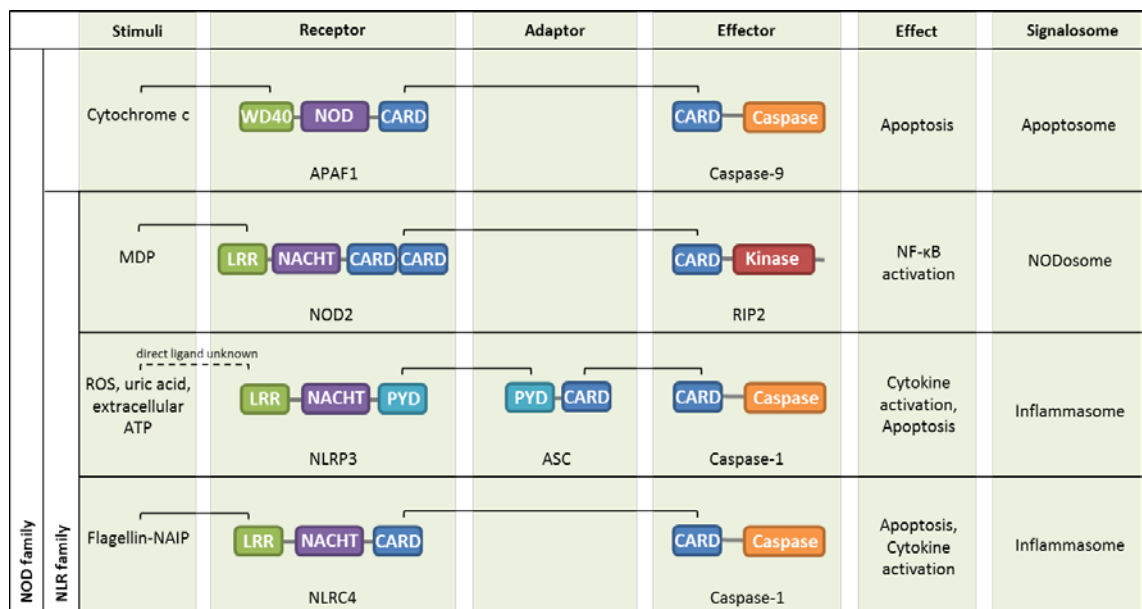 Stimuli Receptor Adaptor Effector Effect Signalosome
Cytochrome c
WD40 NOD CARD
APAF1
CARD Caspase
Caspase-9
Apoptosis
Apoptosome
MDP
LRR NACHT CARD CARD
NOD2
CARD Kinase
RIP2
NF-κB
activation
NODosome
direct ligand unknown
ROS, uric acid,
extracellular
ATP
LRR NACHT PYD
NLRP3
PYD CARD
ASC
CARD Caspase
Caspase-1
Cytokine
activation,
Apoptosis
Inflammasome
Flagellin-NAIP
LRR NACHT CARD
NLRC4
CARD Caspase
Caspase-1
Apoptosis,
Cytokine
activation
Inflammasome
NOD family
NLR family